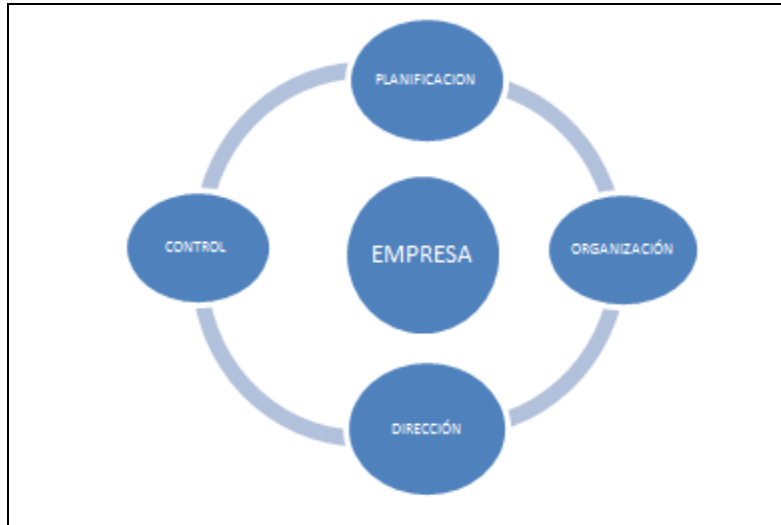 PLANIFICACION
CONTROL
EMPRESA
ORGANIZACIÓN
DIRECCIÓN